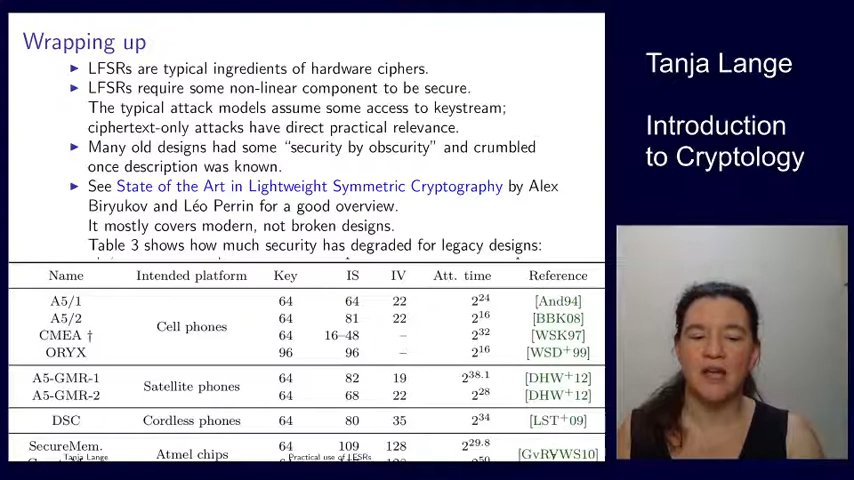 Wrapping up
▶ LFSRs are typical ingredients of hardware ciphers.
▶ LFSRs require some non-linear component to be secure.
The typical attack models assume some access to keystream;
ciphertext-only attacks have direct practical relevance.
▶ Many old designs had some “security by obscurity” and crumbled
once description was known.
▶ See State of the Art in Lightweight Symmetric Cryptography by Alex
Biryukov and Léo Perrin for a good overview.
It mostly covers modern, not broken designs.
Table 3 shows how much security has degraded for legacy designs:
Name Intended platform Key IS IV Att. time Reference
A5/1 64 64 22 2^24 [And94]
A5/2 64 81 22 2^16 [BBK08]
Cell phones
CMEA † 64 16–48 – 2^32 [WSK97]
ORYX 96 96 – 2^16 [WSD+99]
A5-GMR-1 64 82 19 2^38.1 [DHW+12]
Satellite phones
A5-GMR-2 64 68 22 2^28 [DHW+12]
DSC Cordless phones 64 80 35 2^34 [LST+09]
SecureMem. 64 109 128 2^29.8
Atmel chips
2^50
Tanja Lange Practical use of LFSRs
Tanja Lange
Introduction
to Cryptology